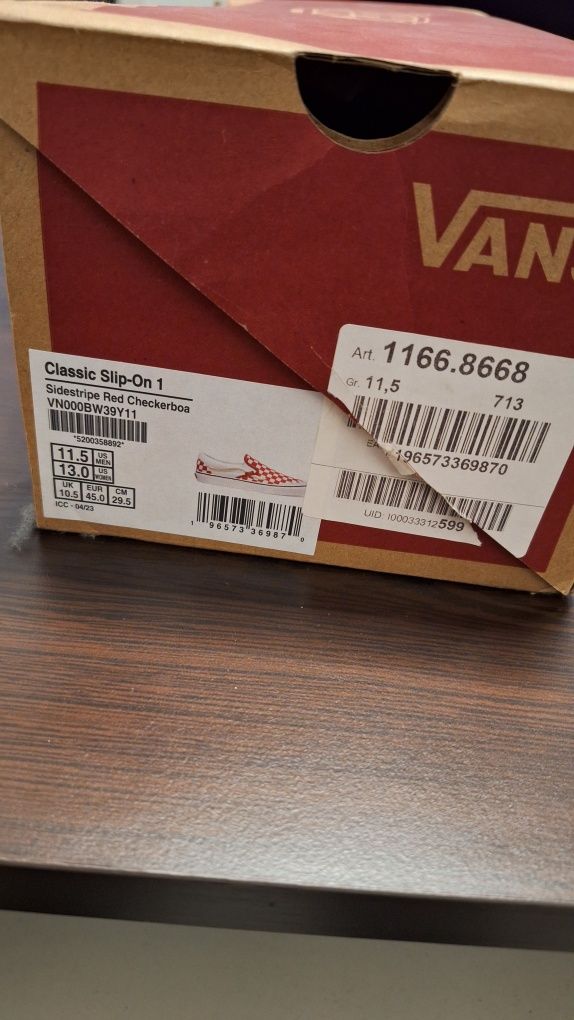 VANS
Art. 1166.8668
Gr. 11,5 713
196573369870
UID: I00033312599
Classic Slip-On 1
Sidestripe Red Checkerboa
VN000BW39Y11
*5200358892*
11.5 US MEN
13.0 US WOMEN
UK EUR CM
10.5 45.0 29.5
ICC - 04/23
1 96573 36987 0